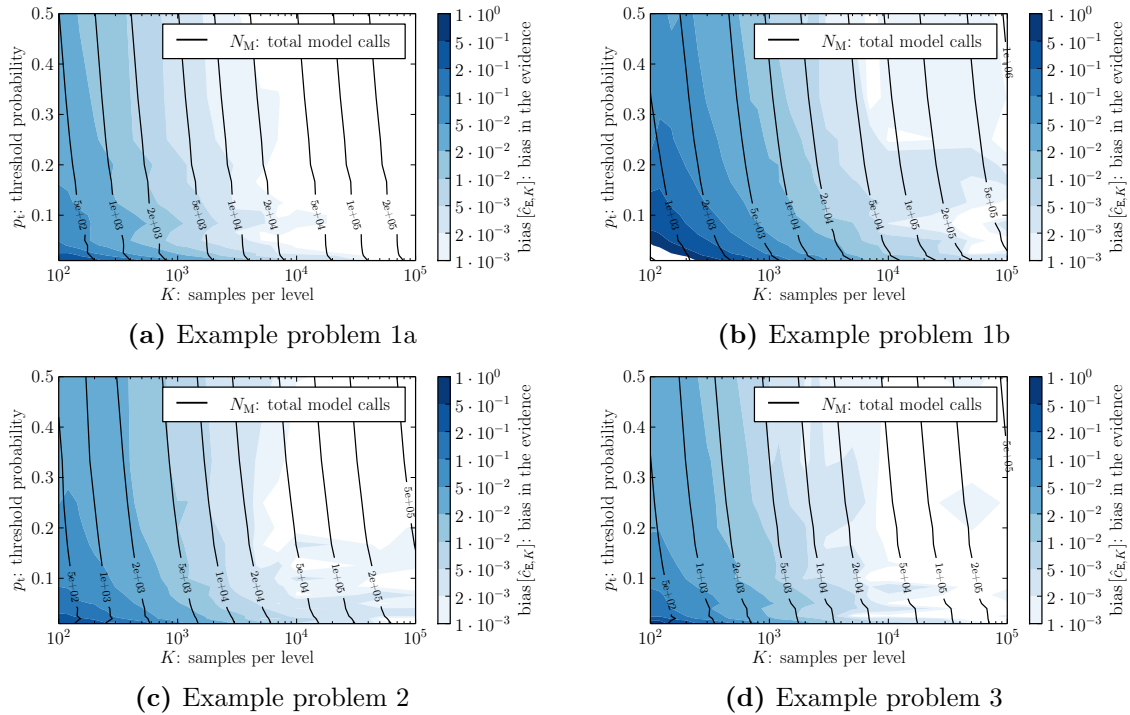 N_M: total model calls
p_t: threshold probability
0.5
0.4
0.3
0.2
0.1
5e+02
1e+03
2e+03
5e+03
1e+04
2e+04
5e+04
1e+05
2e+05
10^2 10^3 10^4 10^5
K: samples per level
1 · 10^0
5 · 10^-1
2 · 10^-1
1 · 10^-1
5 · 10^-2
2 · 10^-2
1 · 10^-2
5 · 10^-3
2 · 10^-3
1 · 10^-3
bias [ĉ_E,K]: bias in the evidence
(a) Example problem 1a
N_M: total model calls
p_t: threshold probability
0.5
0.4
0.3
0.2
0.1
1e+03
2e+03
5e+03
1e+04
2e+04
5e+04
1e+05
2e+05
5e+05
1e+06
10^2 10^3 10^4 10^5
K: samples per level
1 · 10^0
5 · 10^-1
2 · 10^-1
1 · 10^-1
5 · 10^-2
2 · 10^-2
1 · 10^-2
5 · 10^-3
2 · 10^-3
1 · 10^-3
bias [ĉ_E,K]: bias in the evidence
(b) Example problem 1b
N_M: total model calls
p_t: threshold probability
0.5
0.4
0.3
0.2
0.1
5e+02
1e+03
2e+03
5e+03
1e+04
2e+04
5e+04
1e+05
2e+05
5e+05
10^2 10^3 10^4 10^5
K: samples per level
1 · 10^0
5 · 10^-1
2 · 10^-1
1 · 10^-1
5 · 10^-2
2 · 10^-2
1 · 10^-2
5 · 10^-3
2 · 10^-3
1 · 10^-3
bias [ĉ_E,K]: bias in the evidence
(c) Example problem 2
N_M: total model calls
p_t: threshold probability
0.5
0.4
0.3
0.2
0.1
5e+02
1e+03
2e+03
5e+03
1e+04
2e+04
5e+04
1e+05
2e+05
5e+05
10^2 10^3 10^4 10^5
K: samples per level
1 · 10^0
5 · 10^-1
2 · 10^-1
1 · 10^-1
5 · 10^-2
2 · 10^-2
1 · 10^-2
5 · 10^-3
2 · 10^-3
1 · 10^-3
bias [ĉ_E,K]: bias in the evidence
(d) Example problem 3